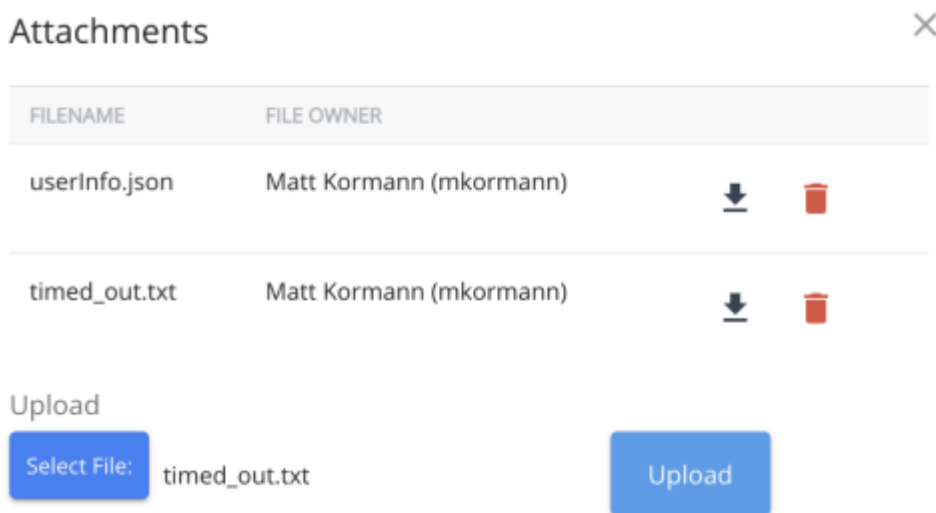 Attachments
FILENAME FILE OWNER
userInfo.json Matt Kormann (mkormann)
timed_out.txt Matt Kormann (mkormann)
Upload
Select File: timed_out.txt Upload